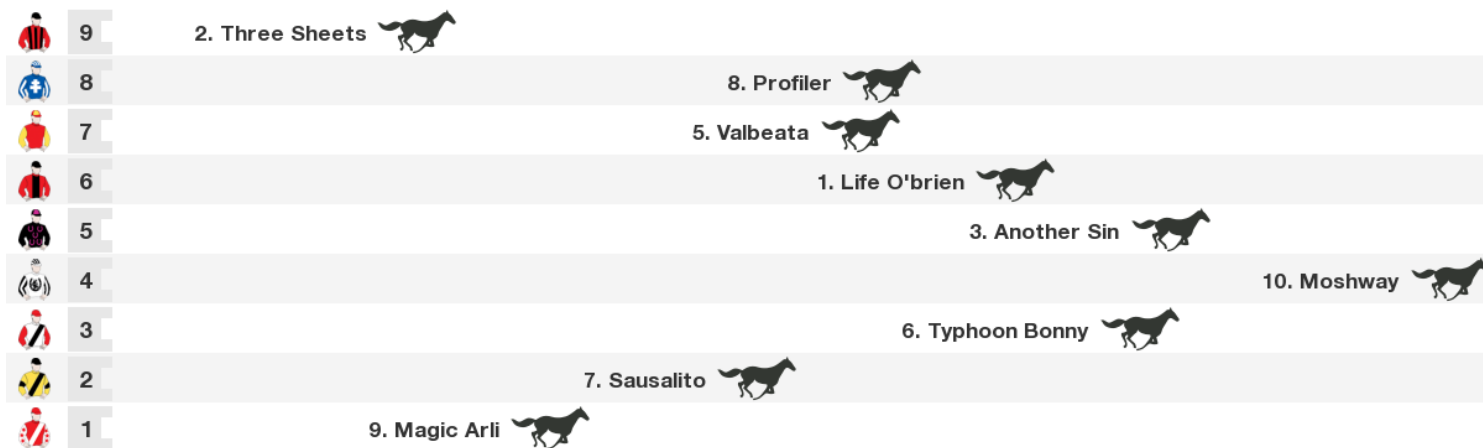 9 2. Three Sheets
8 8. Profiler
7 5. Valbeata
6 1. Life O'brien
5 3. Another Sin
4 10. Moshway
3 6. Typhoon Bonny
2 7. Sausalito
1 9. Magic Arli